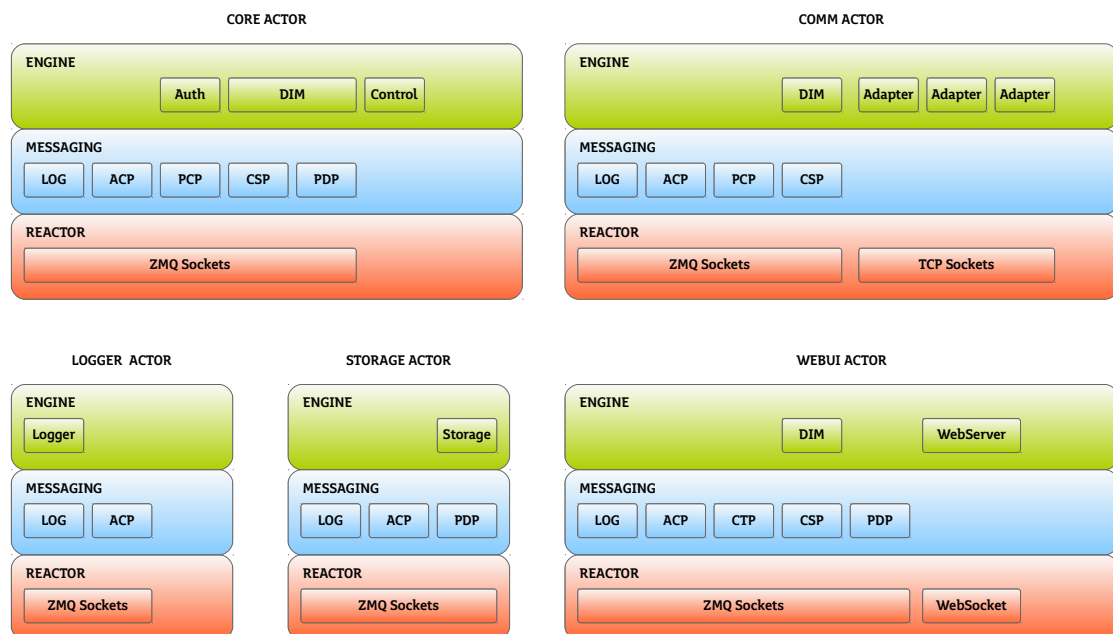 CORE ACTOR
ENGINE
Auth DIM Control
MESSAGING
LOG ACP PCP CSP PDP
REACTOR
ZMQ Sockets
COMM ACTOR
ENGINE
DIM Adapter Adapter Adapter
MESSAGING
LOG ACP PCP CSP
REACTOR
ZMQ Sockets TCP Sockets
LOGGER ACTOR
ENGINE
Logger
MESSAGING
LOG ACP
REACTOR
ZMQ Sockets
STORAGE ACTOR
ENGINE
Storage
MESSAGING
LOG ACP PDP
REACTOR
ZMQ Sockets
WEBUI ACTOR
ENGINE
DIM WebServer
MESSAGING
LOG ACP CTP CSP PDP
REACTOR
ZMQ Sockets WebSocket